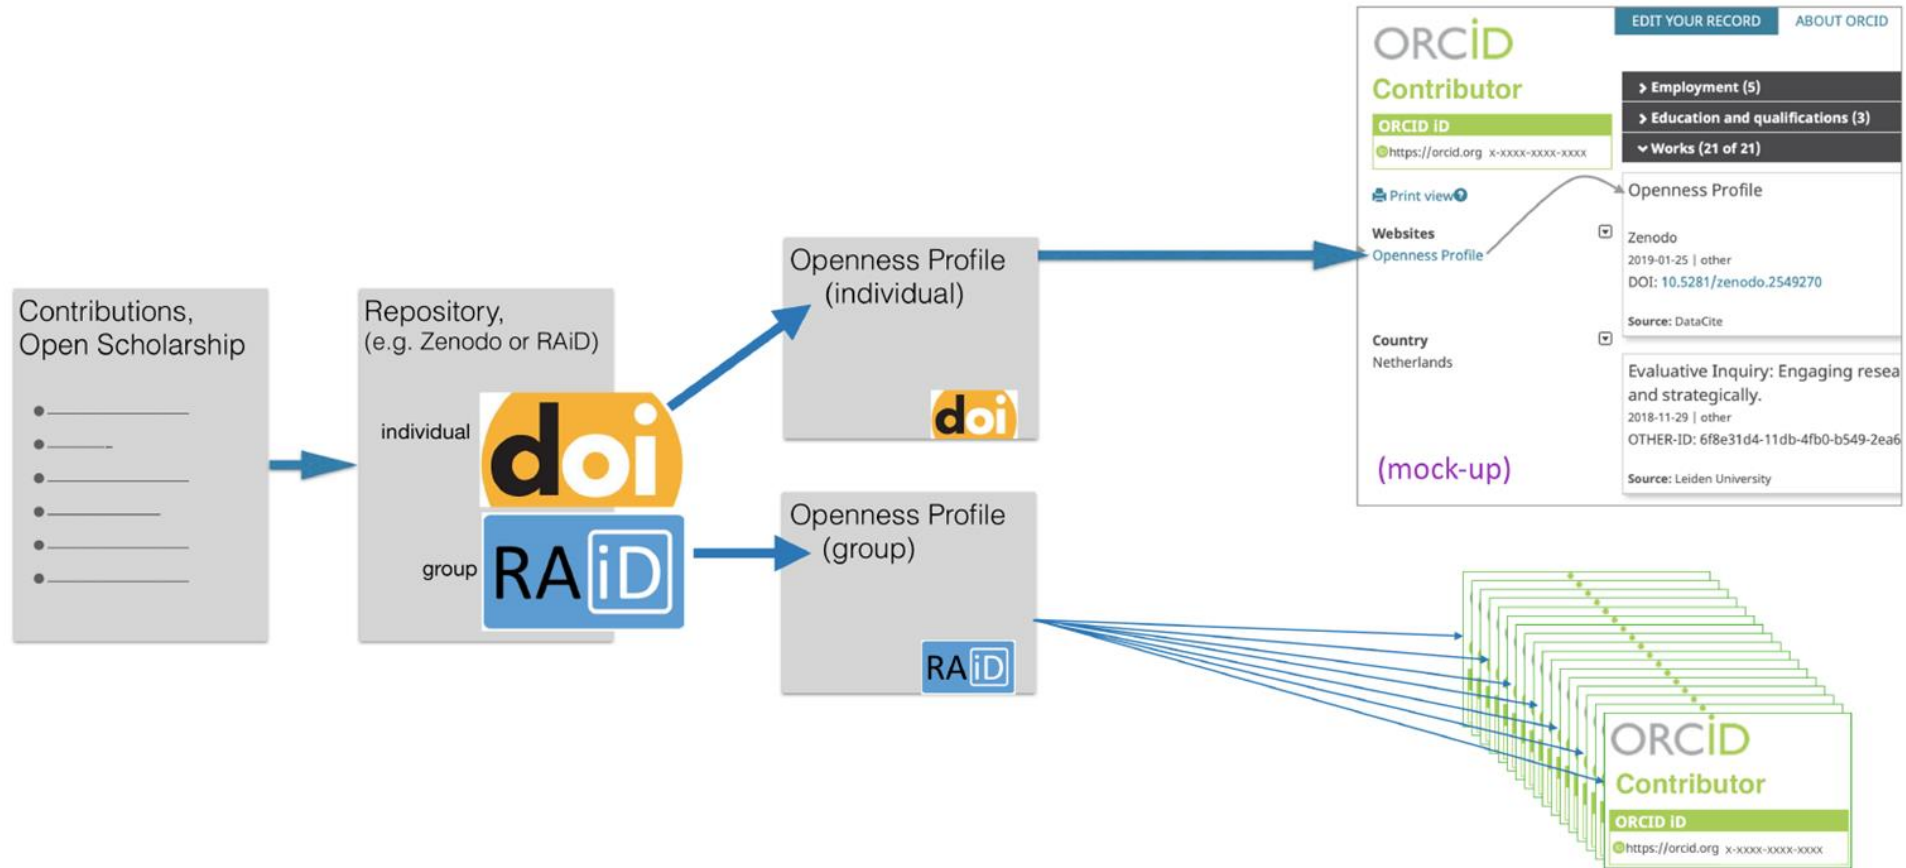 Contributions,
Open Scholarship
Repository,
(e.g. Zenodo or RAiD)
individual
doi
group
RAiD
Openness Profile
(individual)
doi
Openness Profile
(group)
RAiD
ORCID
Contributor
ORCID iD
https://orcid.org x-xxxx-xxxx-xxxx
Print view
Websites
Openness Profile
Country
Netherlands
(mock-up)
EDIT YOUR RECORD ABOUT ORCID
Employment (5)
Education and qualifications (3)
Works (21 of 21)
Openness Profile
Zenodo
2019-01-25 | other
DOI: 10.5281/zenodo.2549270
Source: DataCite
Evaluative Inquiry: Engaging resea
and strategically.
2018-11-29 | other
OTHER-ID: 6f8e31d4-11db-4fb0-b549-2ea6
Source: Leiden University
ORCID
Contributor
ORCID iD
https://orcid.org x-xxxx-xxxx-xxxx